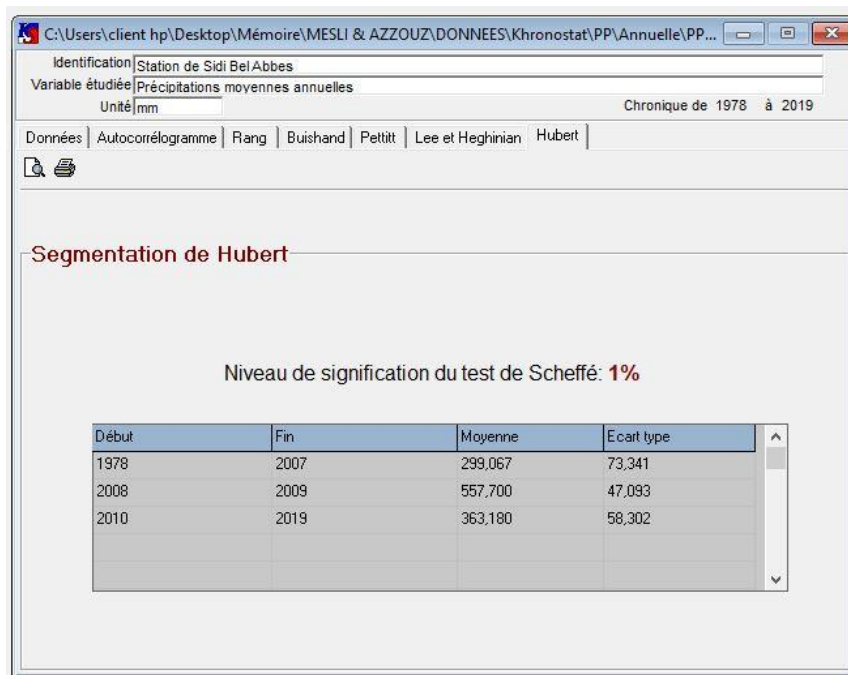 C:\Users\client hp\Desktop\Mémoire\MESLI & AZZOUZ\DONNEES\Khronostat\PP\Annuelle\PP...
Identification Station de Sidi Bel Abbes
Variable étudiée Précipitations moyennes annuelles
Unité mm Chronique de 1978 à 2019
Données Autocorrélogramme Rang Buishand Pettitt Lee et Heghinian Hubert
Segmentation de Hubert
Niveau de signification du test de Scheffé: 1%
Début Fin Moyenne Ecart type
1978 2007 299,067 73,341
2008 2009 557,700 47,093
2010 2019 363,180 58,302